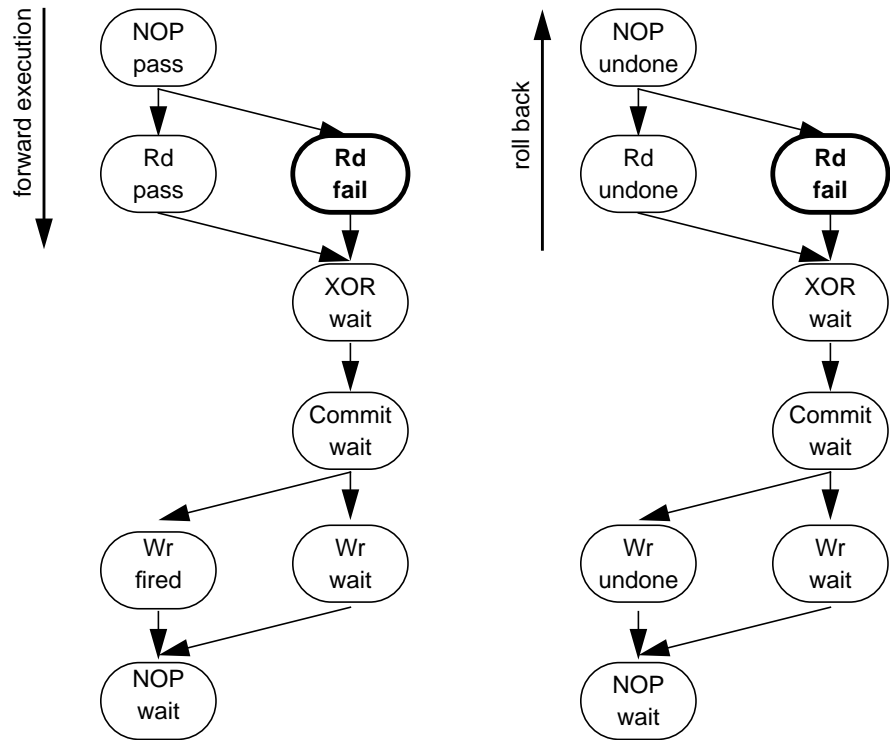 forward execution
NOP
pass
Rd
pass
Rd
fail
XOR
wait
Commit
wait
Wr
fired
Wr
wait
NOP
wait
roll back
NOP
undone
Rd
undone
Rd
fail
XOR
wait
Commit
wait
Wr
undone
Wr
wait
NOP
wait